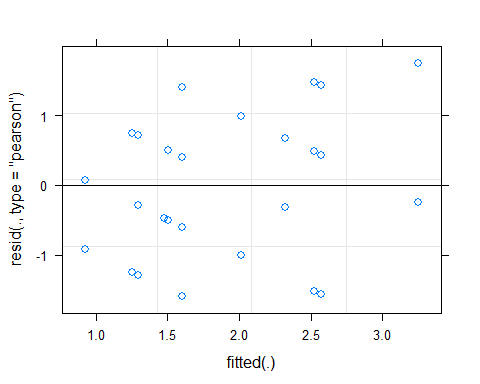 resid(., type = "pearson")
1
0
-1
1.0 1.5 2.0 2.5 3.0
fitted(.)